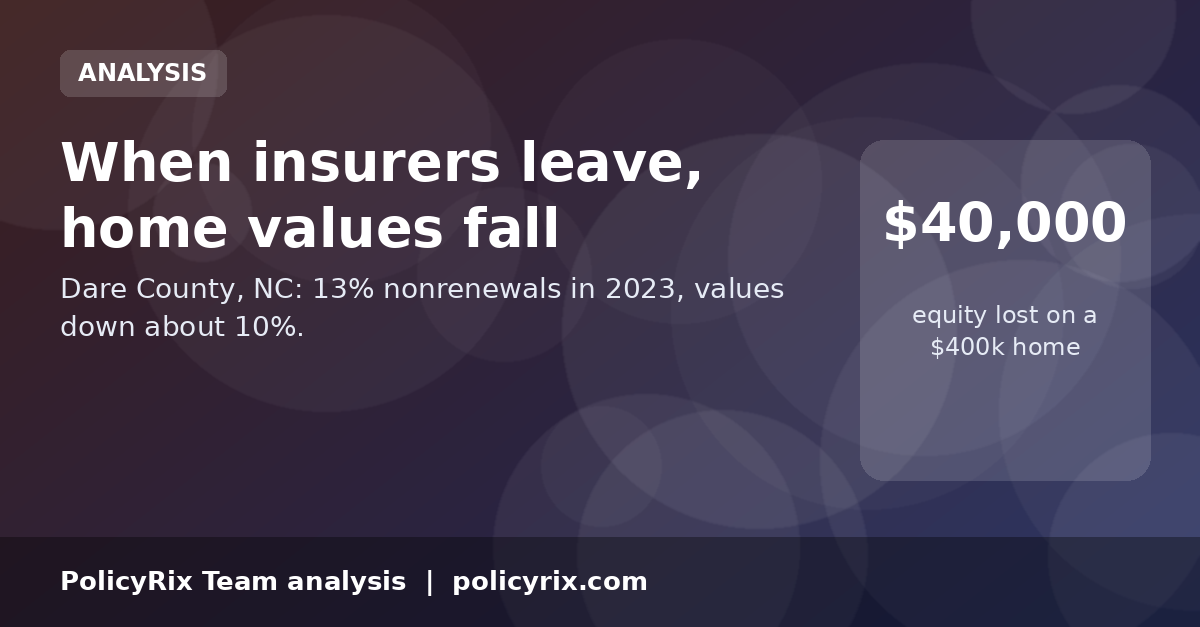 ANALYSIS
When insurers leave,
home values fall
Dare County, NC: 13% nonrenewals in 2023, values
down about 10%.
$40,000
equity lost on a
$400k home
PolicyRix Team analysis | policyrix.com